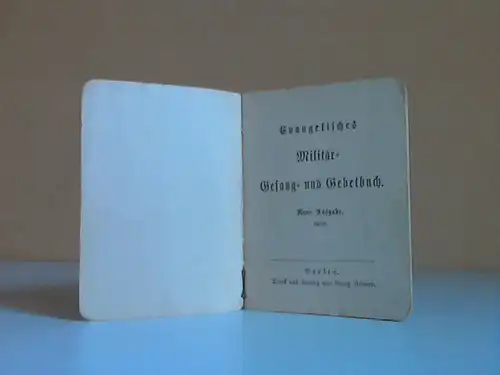 Evangelisches
Militär-
Gesang- und Gebetbuch.
Neue Ausgabe.
Berlin.
Druck und Verlag von